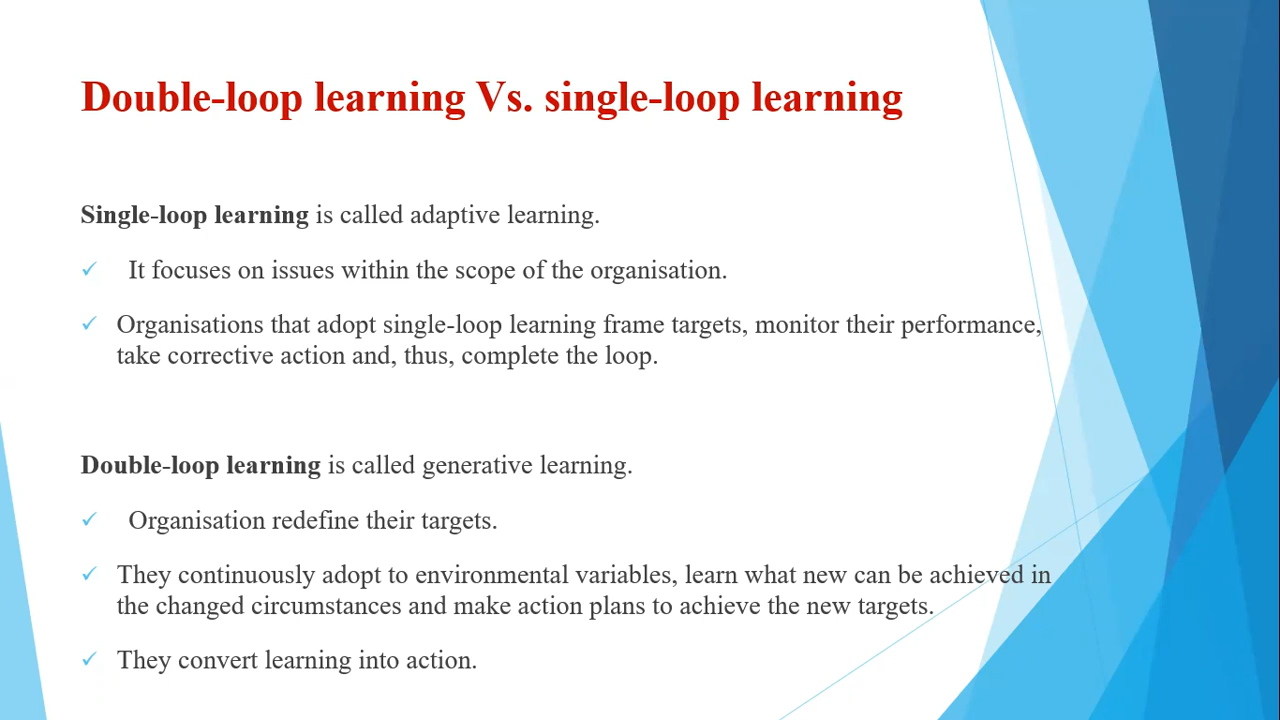 Double-loop learning Vs. single-loop learning
Single-loop learning is called adaptive learning.
✓ It focuses on issues within the scope of the organisation.
✓ Organisations that adopt single-loop learning frame targets, monitor their performance,
take corrective action and, thus, complete the loop.
Double-loop learning is called generative learning.
✓ Organisation redefine their targets.
✓ They continuously adopt to environmental variables, learn what new can be achieved in
the changed circumstances and make action plans to achieve the new targets.
✓ They convert learning into action.